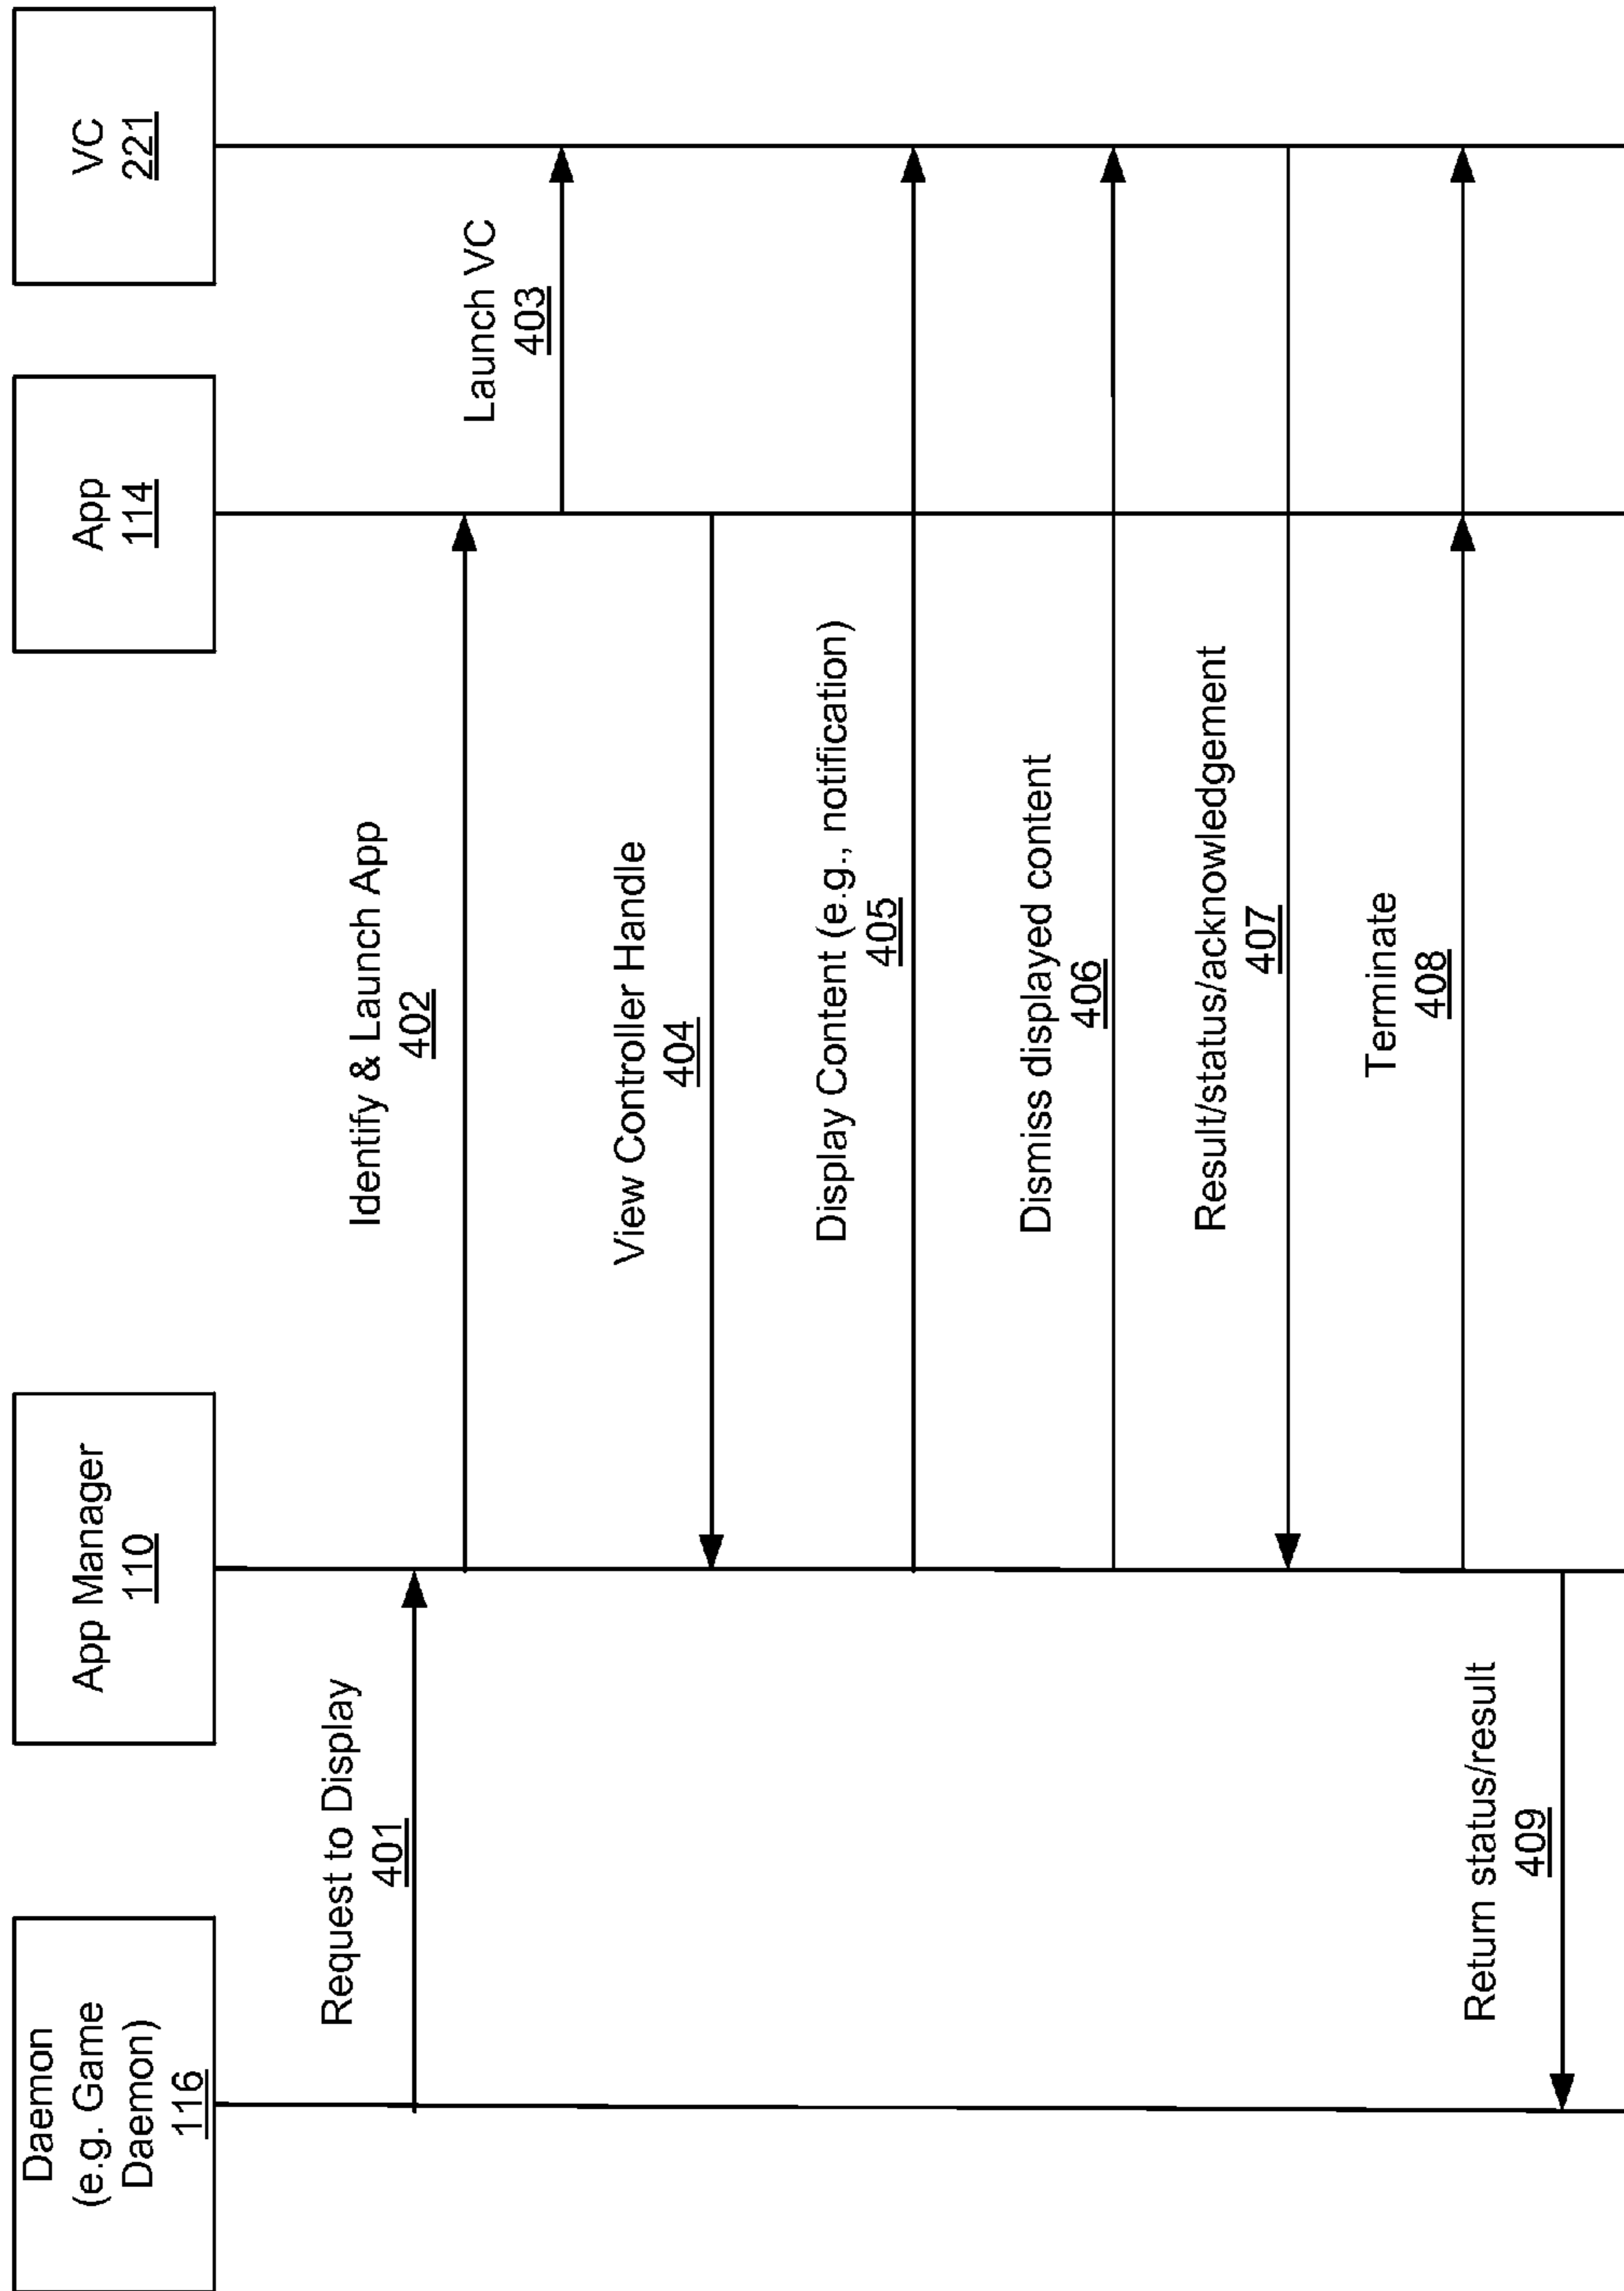 Daemon
(e.g. Game
Daemon)
116
App Manager
110
App
114
VC
221
Request to Display
401
Identify & Launch App
402
Launch VC
403
View Controller Handle
404
Display Content (e.g., notification)
405
Dismiss displayed content
406
Result/status/acknowledgement
407
Terminate
408
Return status/result
409